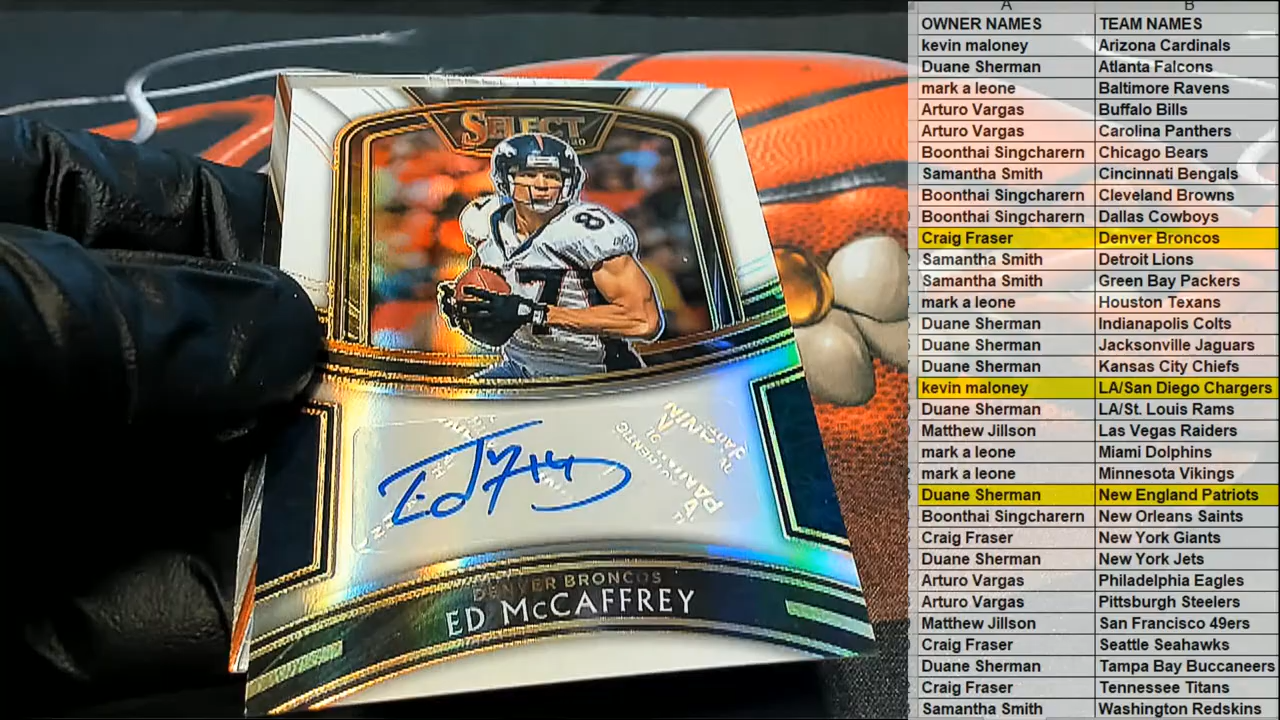 SELECT
87
7
PANINI
AUTHENTIC
DENVER BRONCOS
ED McCAFFREY
A B
OWNER NAMES TEAM NAMES
kevin maloney Arizona Cardinals
Duane Sherman Atlanta Falcons
mark a leone Baltimore Ravens
Arturo Vargas Buffalo Bills
Arturo Vargas Carolina Panthers
Boonthai Singcharern Chicago Bears
Samantha Smith Cincinnati Bengals
Boonthai Singcharern Cleveland Browns
Boonthai Singcharern Dallas Cowboys
Craig Fraser Denver Broncos
Samantha Smith Detroit Lions
Samantha Smith Green Bay Packers
mark a leone Houston Texans
Duane Sherman Indianapolis Colts
Duane Sherman Jacksonville Jaguars
Duane Sherman Kansas City Chiefs
kevin maloney LA/San Diego Chargers
Duane Sherman LA/St. Louis Rams
Matthew Jillson Las Vegas Raiders
mark a leone Miami Dolphins
mark a leone Minnesota Vikings
Duane Sherman New England Patriots
Boonthai Singcharern New Orleans Saints
Craig Fraser New York Giants
Duane Sherman New York Jets
Arturo Vargas Philadelphia Eagles
Arturo Vargas Pittsburgh Steelers
Matthew Jillson San Francisco 49ers
Craig Fraser Seattle Seahawks
Duane Sherman Tampa Bay Buccaneers
Craig Fraser Tennessee Titans
Samantha Smith Washington Redskins